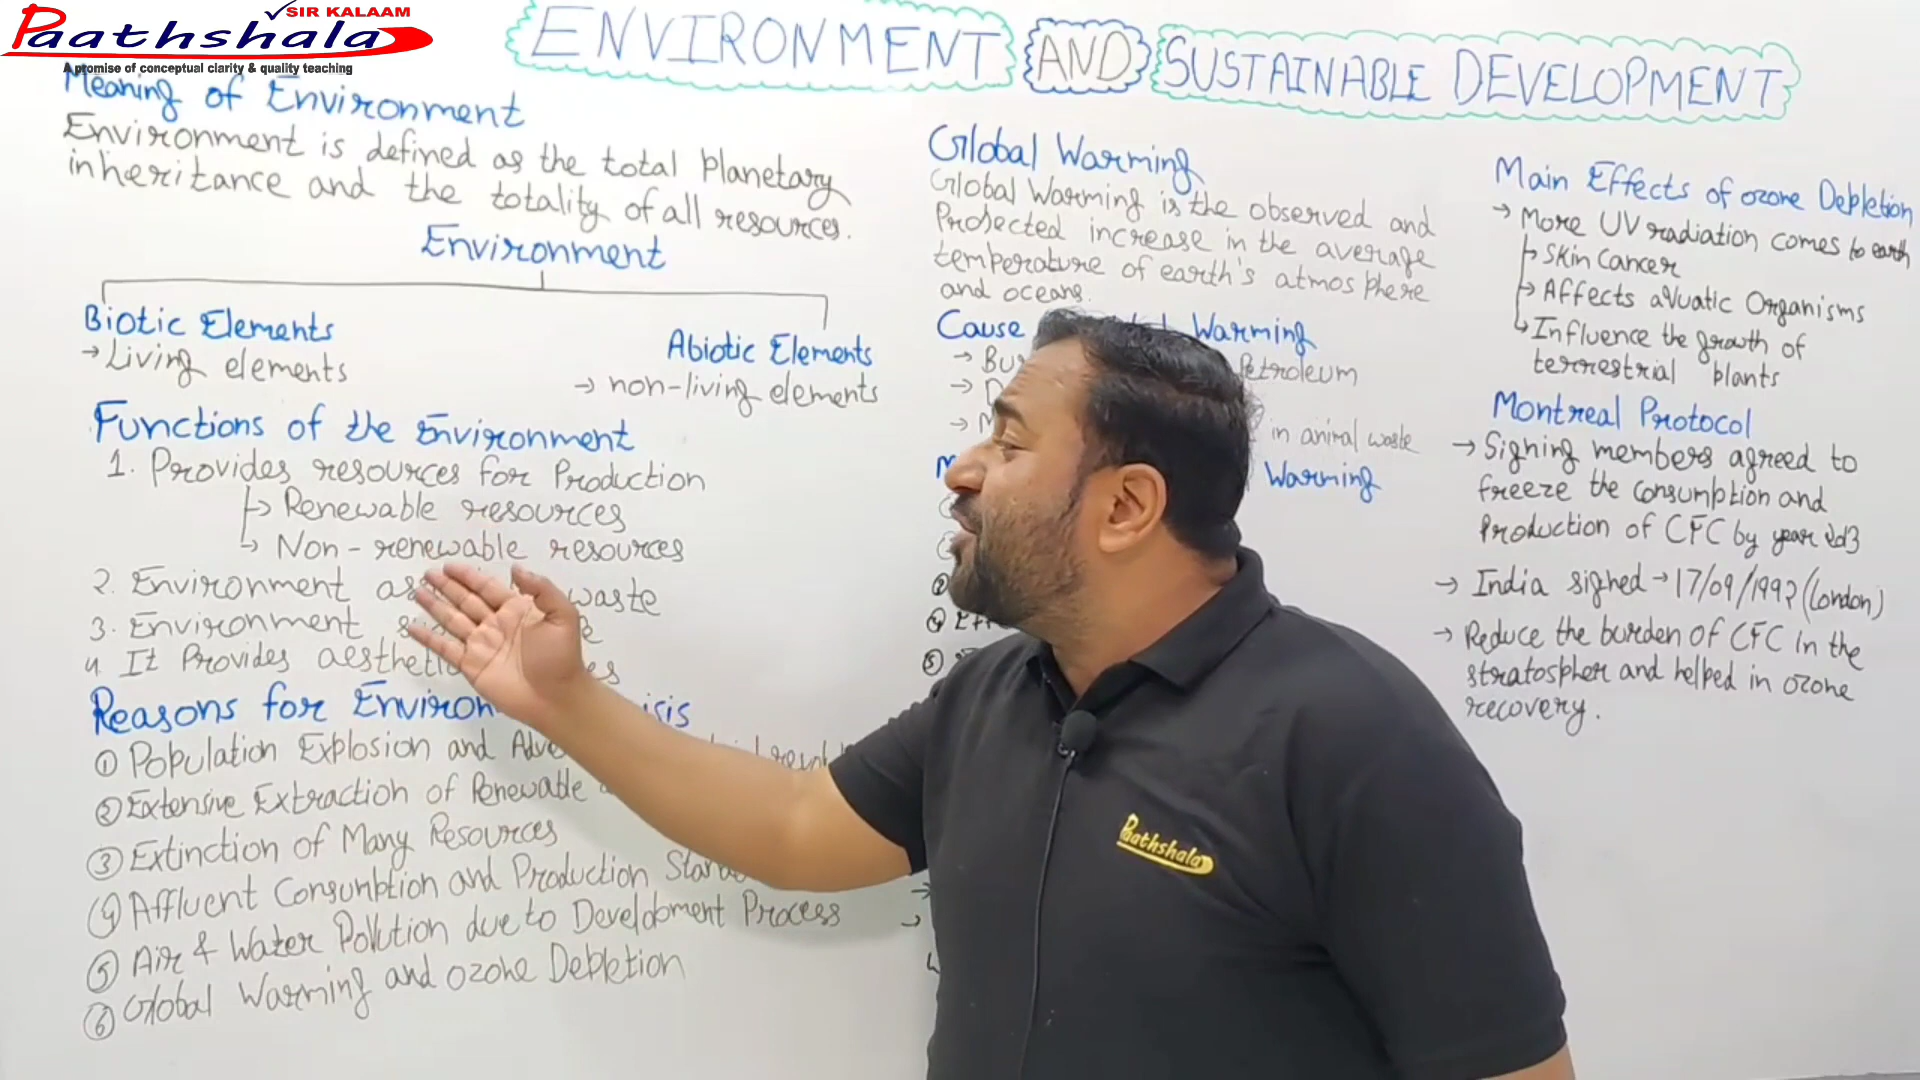 SIR KALAAM
Paathshala
A promise of conceptual clarity & quality teaching
ENVIRONMENT AND SUSTAINABLE DEVELOPMENT
Meaning of Environment
Environment is defined as the total Planetary
inheritance and the totality of all resources.
Environment
Biotic Elements
→ Living elements
Abiotic Elements
→ non-living elements
Functions of the Environment
1. Provides resources for Production
→ Renewable resources
→ Non-renewable resources
2. Environment waste
3. Environment
4 It Provides
Reasons for
① Population Explosion and
② Extensive Extraction of Renewable
③ Extinction of Many Resources
④ Affluent Consumption and Production
⑤ Air & Water Pollution due to Development Process
⑥ Global Warming and Ozone Depletion
Global Warming
Global Warming is the observed and
Projected increase in the average
temperature of earth's atmosphere
and oceans.
Cause Warming
→ Petroleum
→
→ in animal waste
Warming
④
⑤
Main Effects of ozone Depletion
→ More UV radiation comes to earth
→ Skin Cancer
→ Affects aquatic Organisms
→ Influence the growth of
terrestrial plants
Montreal Protocol
→ Signing members agreed to
freeze the consumption and
Production of CFC by year
→ India signed → 17/09/1992 (London)
→ Reduce the burden of CFC in the
stratospher and helped in ozone
recovery.
Paathshala